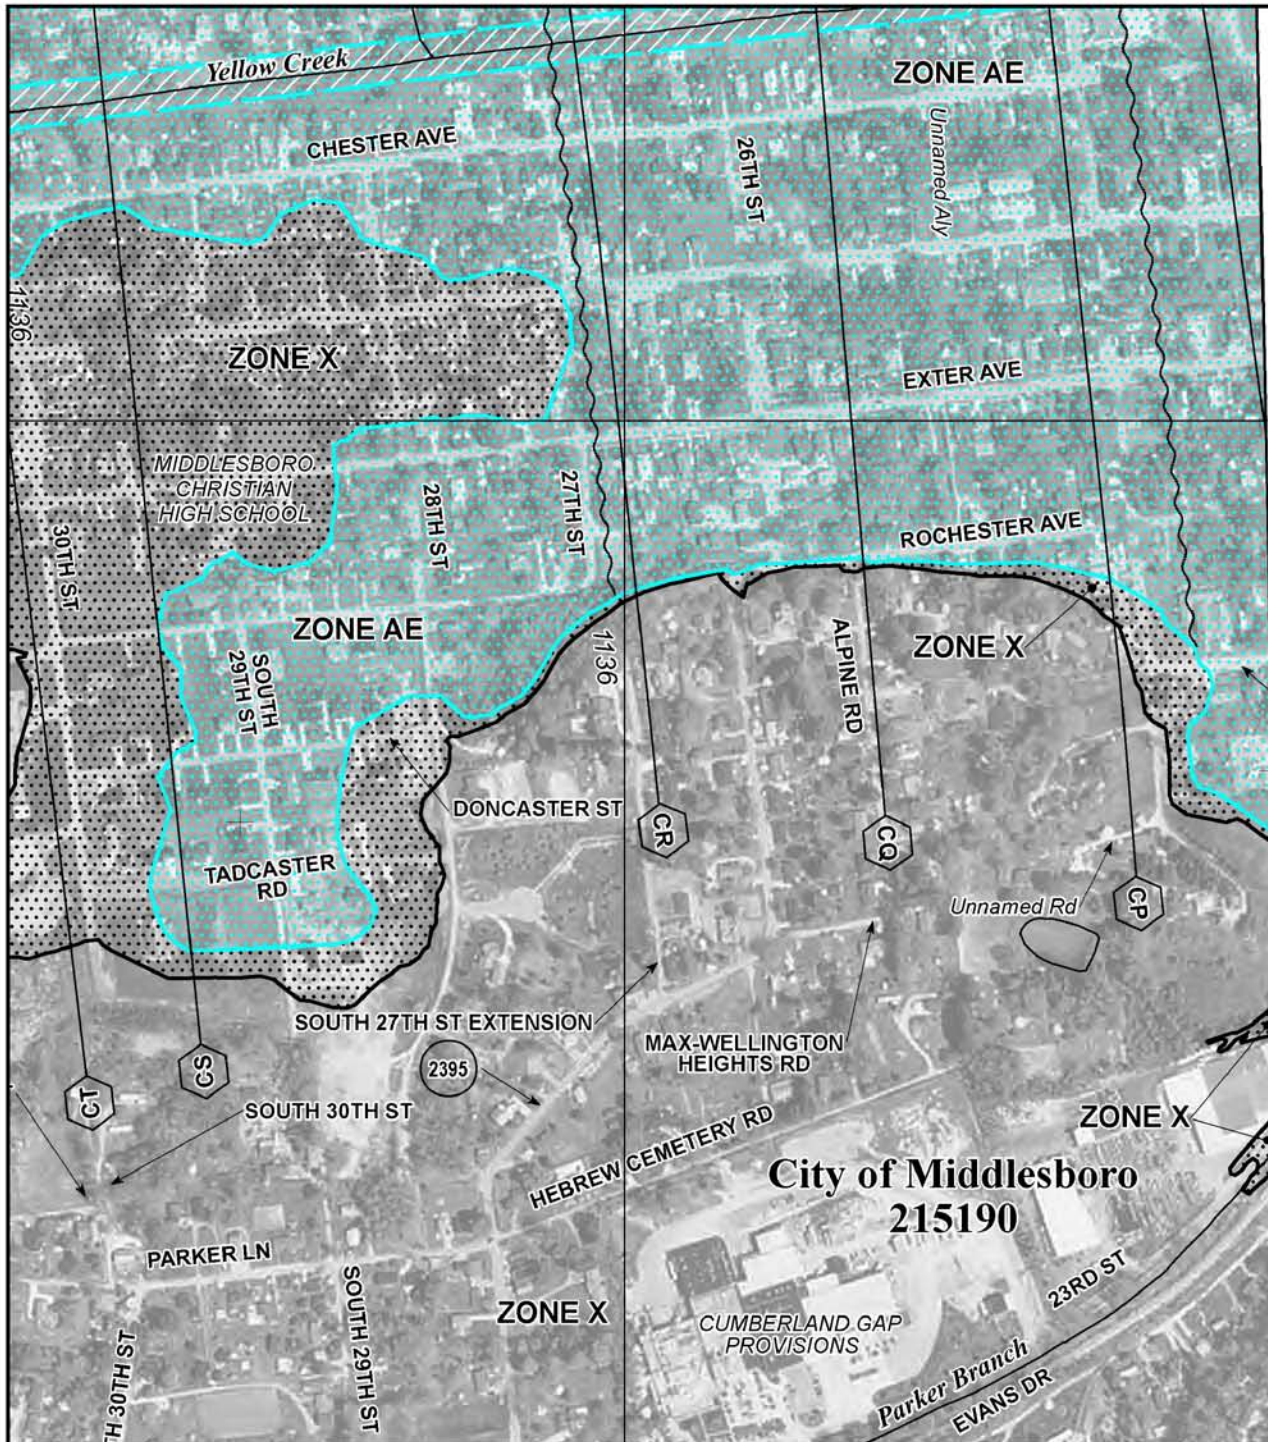 Yellow Creek
ZONE AE
CHESTER AVE
26TH ST
Unnamed Aly
1136
ZONE X
EXTER AVE
MIDDLESBORO
CHRISTIAN
HIGH SCHOOL
28TH ST
27TH ST
30TH ST
ROCHESTER AVE
ZONE AE
1136
ALPINE RD
ZONE X
SOUTH
29TH ST
DONCASTER ST
CR
CQ
TADCASTER
RD
Unnamed Rd
CP
SOUTH 27TH ST EXTENSION
MAX-WELLINGTON
HEIGHTS RD
CT
CS
2395
SOUTH 30TH ST
ZONE X
HEBREW CEMETERY RD
City of Middlesboro
215190
PARKER LN
SOUTH 29TH ST
ZONE X
23RD ST
CUMBERLAND GAP
PROVISIONS
TH 30TH ST
Parker Branch
EVANS DR